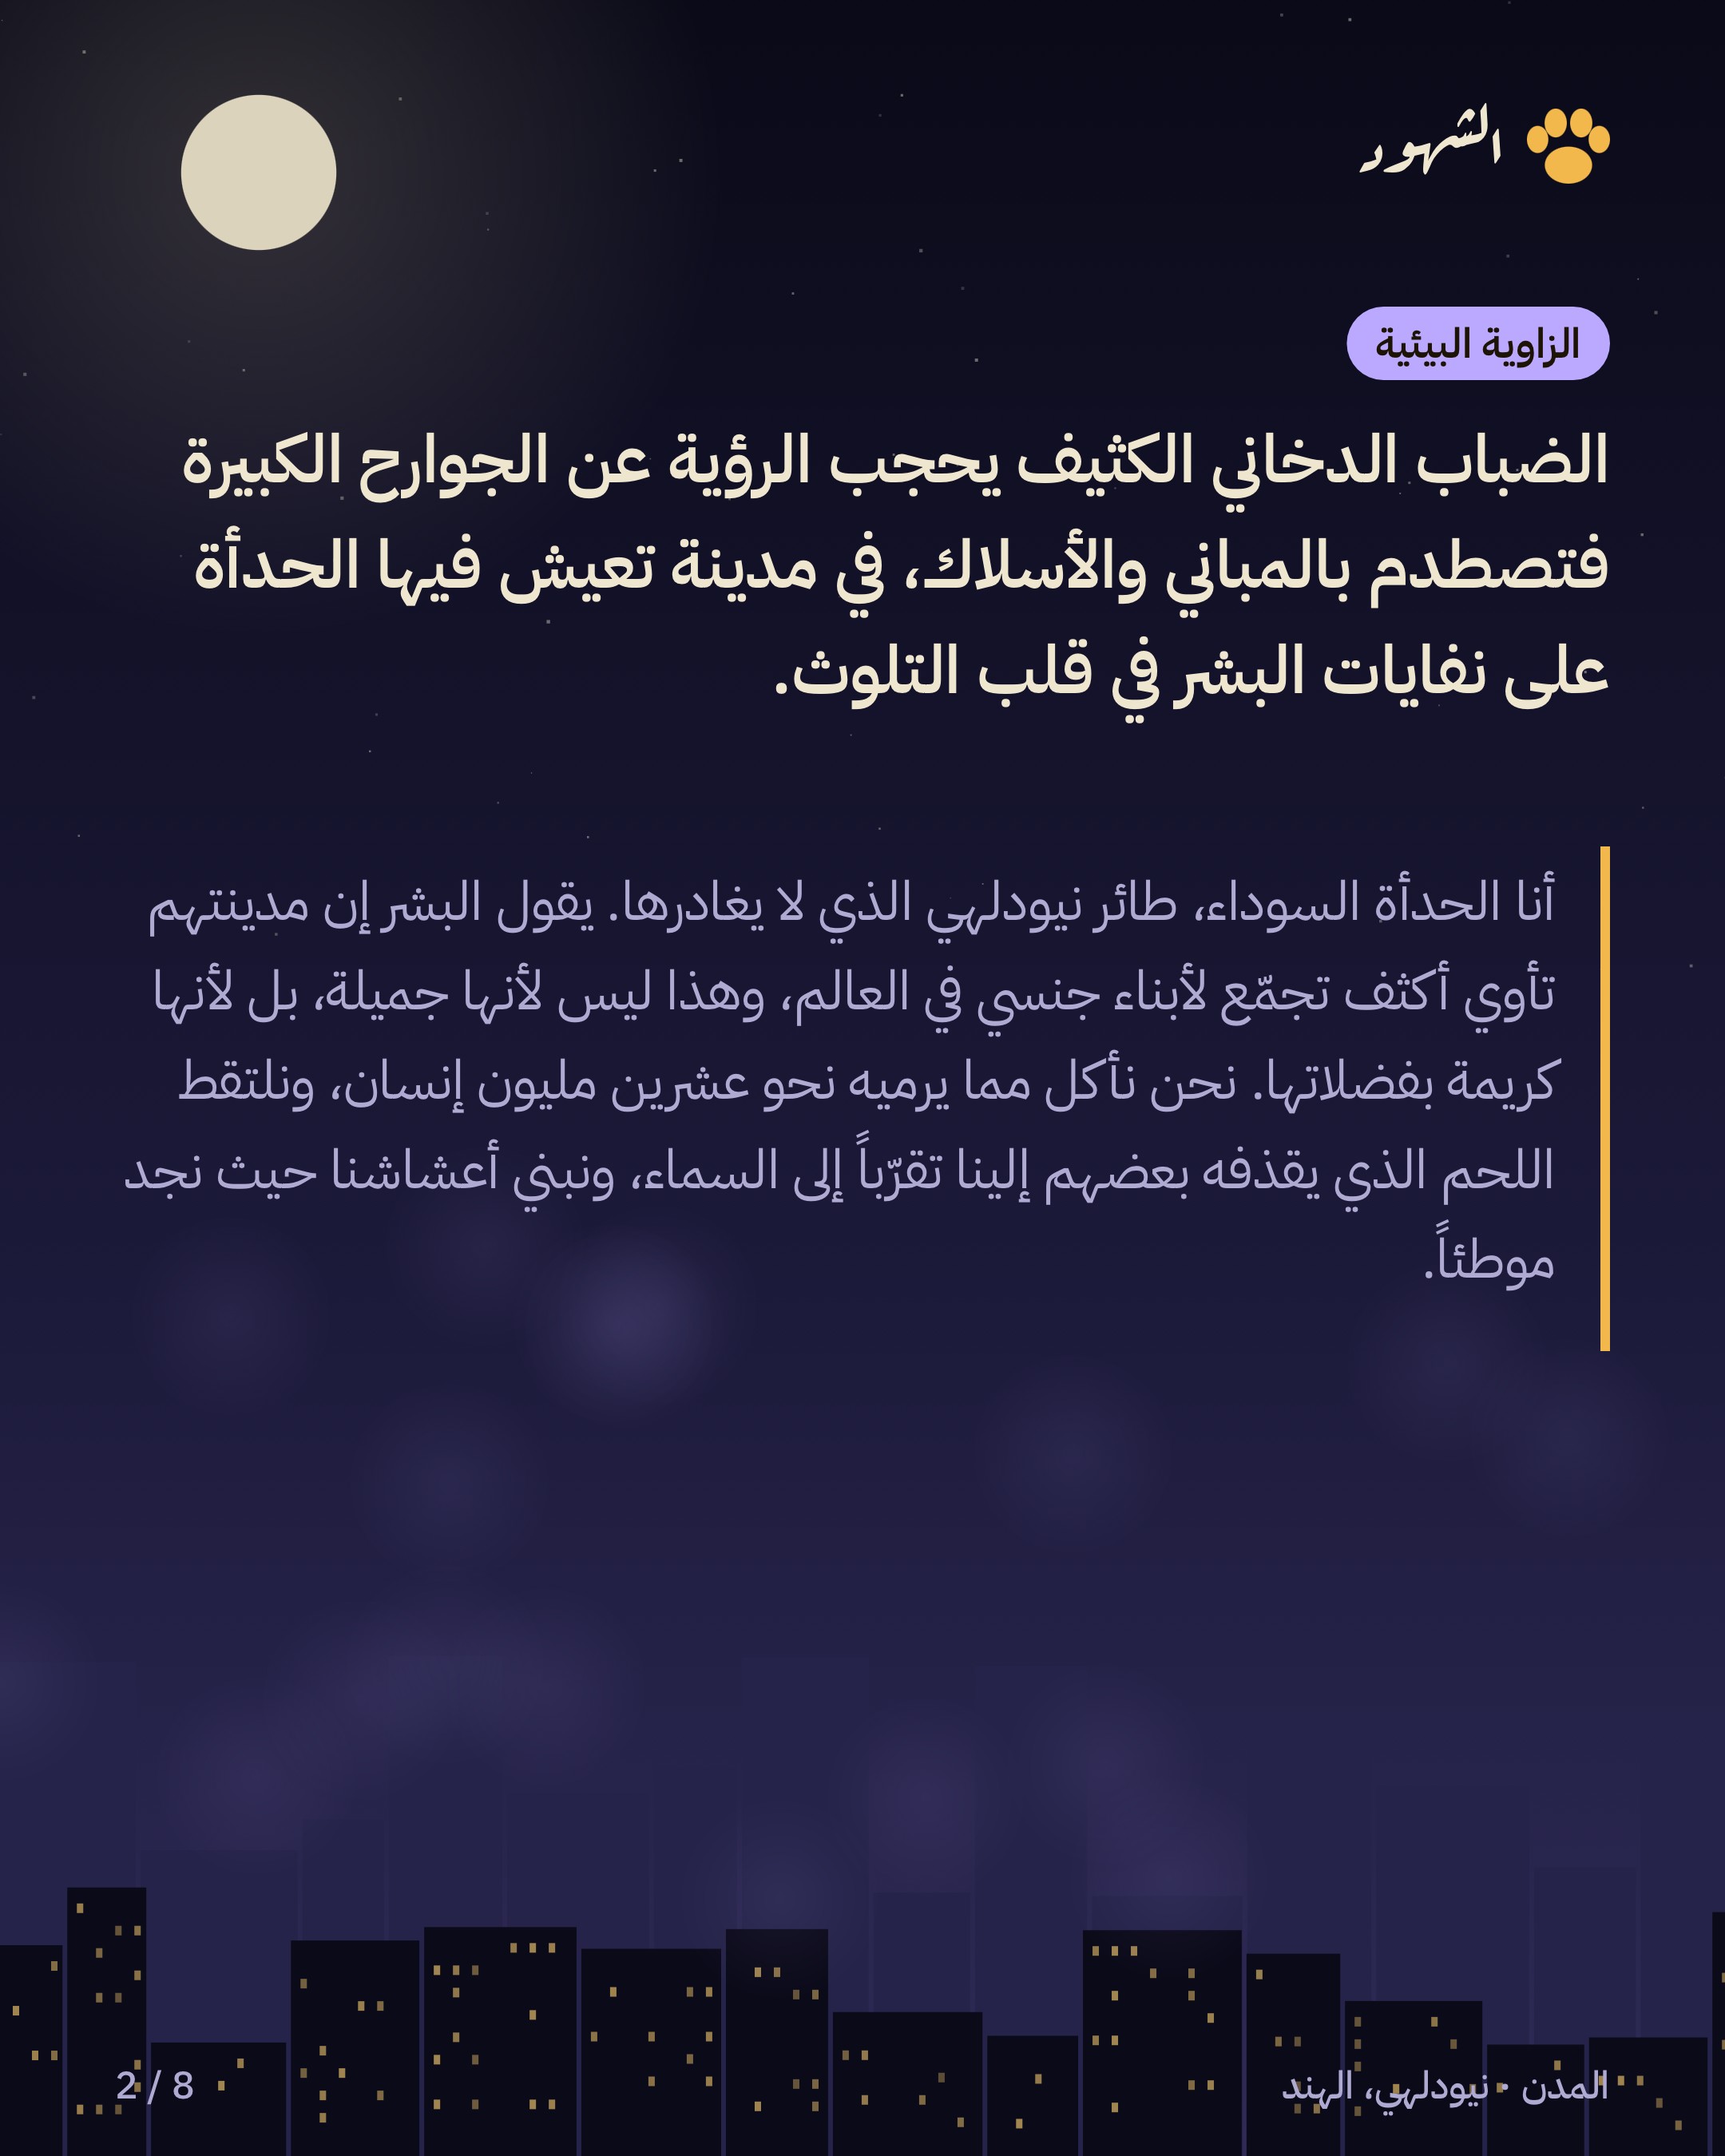 الشهود
الزاوية البيئية
الضباب الدخاني الكثيف يحجب الرؤية عن الجوارح الكبيرة
فتصطدم بالمباني والأسلاك، في مدينة تعيش فيها الحدأة
على نفايات البشر في قلب التلوث.
أنا الحدأة السوداء، طائر نيودلهي الذي لا يغادرها. يقول البشر إن مدينتهم
تأوي أكثف تجمّع لأبناء جنسي في العالم، وهذا ليس لأنها جميلة، بل لأنها
كريمة بفضلاتها. نحن نأكل مما يرميه نحو عشرين مليون إنسان، ونلتقط
اللحم الذي يقذفه بعضهم إلينا تقرّباً إلى السماء، ونبني أعشاشنا حيث نجد
موطئاً.
المدن · نيودلهي، الهند
2 / 8